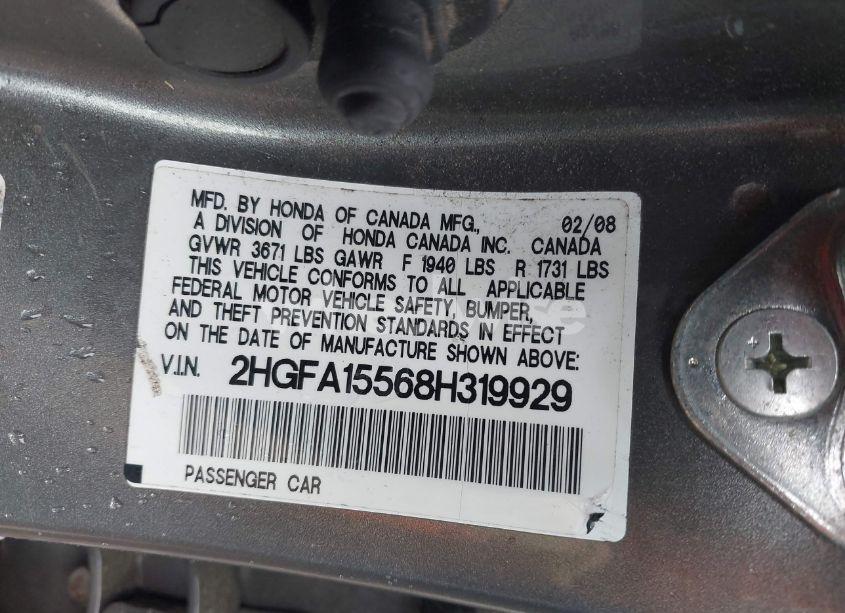 MFD. BY HONDA OF CANADA MFG., 02/08
A DIVISION OF HONDA CANADA INC. CANADA
GVWR 3671 LBS GAWR F 1940 LBS R 1731 LBS
THIS VEHICLE CONFORMS TO ALL APPLICABLE
FEDERAL MOTOR VEHICLE SAFETY, BUMPER,
AND THEFT PREVENTION STANDARDS IN EFFECT
ON THE DATE OF MANUFACTURE SHOWN ABOVE:
V.I.N. 2HGFA15568H319929
PASSENGER CAR